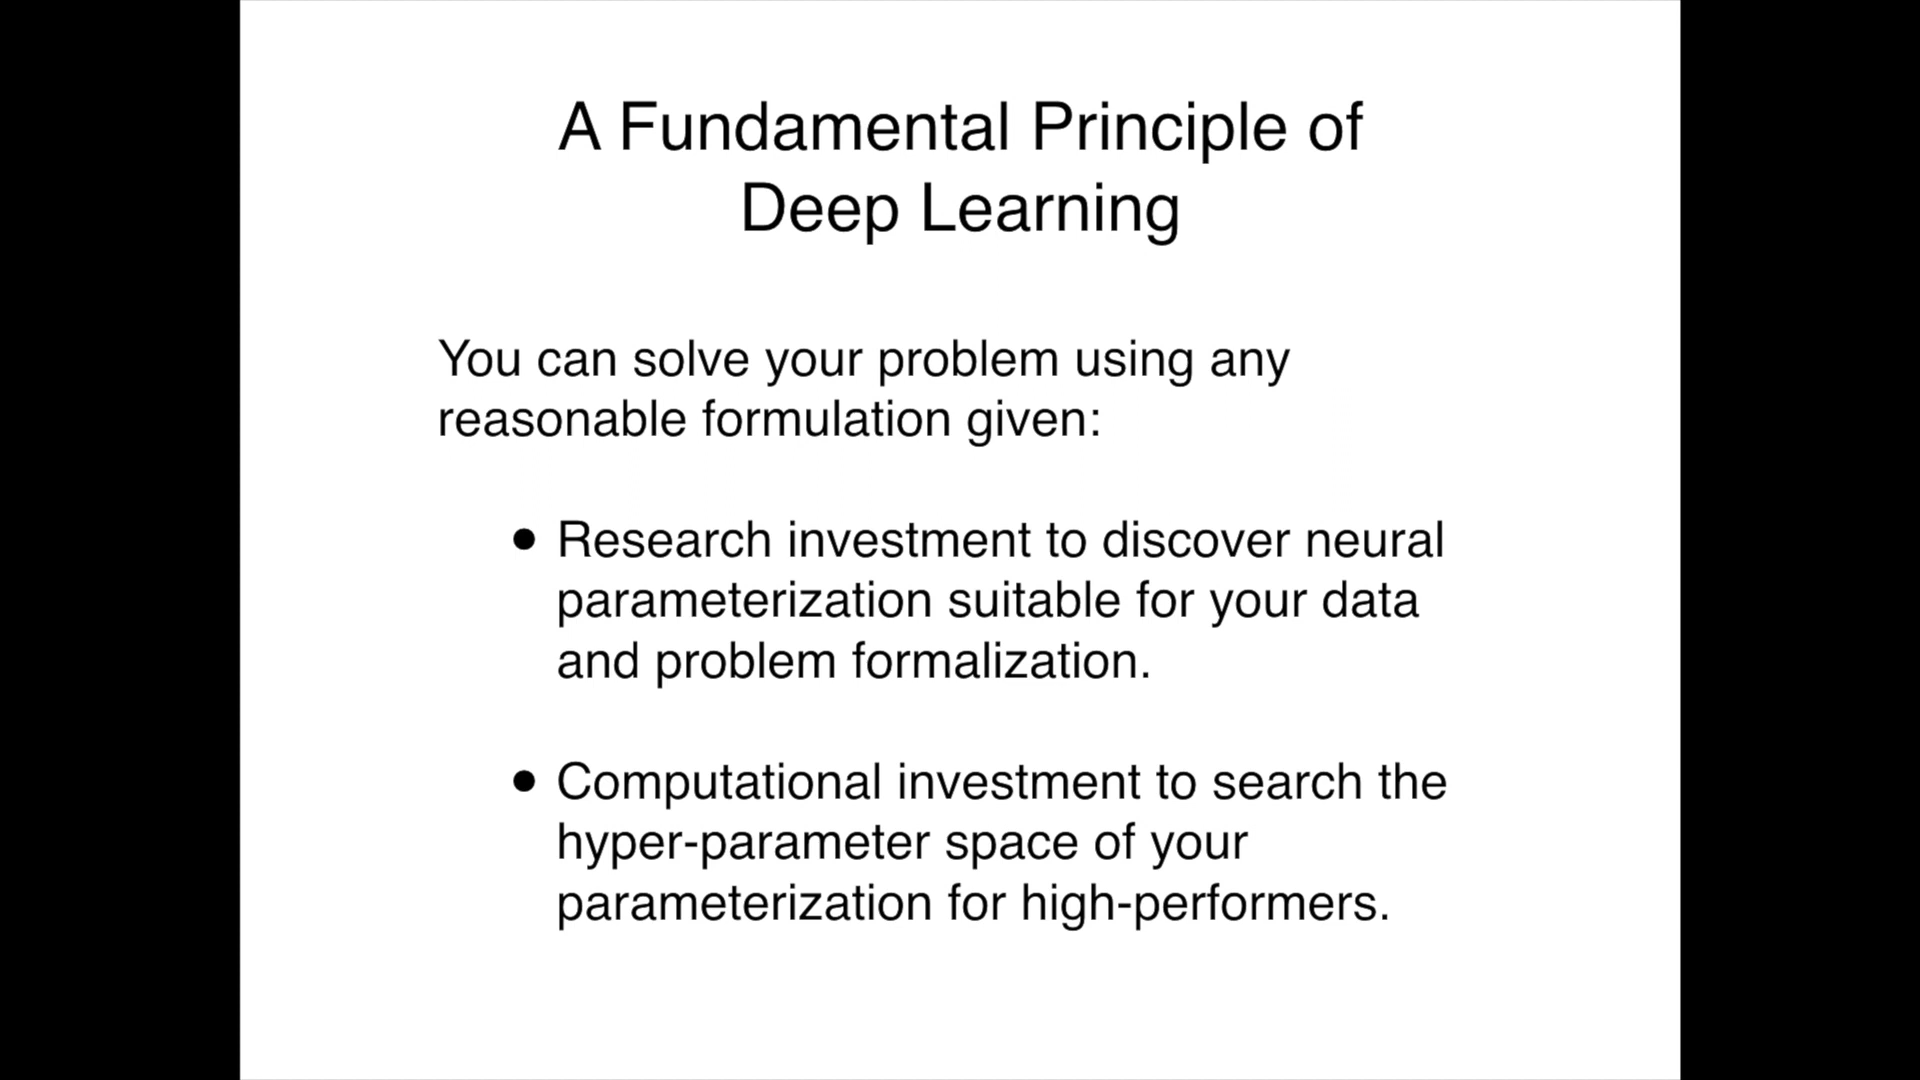 A Fundamental Principle of
Deep Learning
You can solve your problem using any
reasonable formulation given:
• Research investment to discover neural
parameterization suitable for your data
and problem formalization.
• Computational investment to search the
hyper-parameter space of your
parameterization for high-performers.